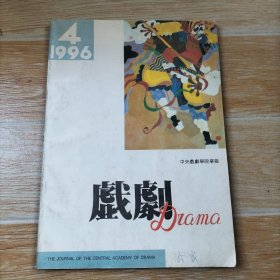 4
1996
中央戲劇學院學報
戲劇
Drama
THE JOURNAL OF THE CENTRAL ACADEMY OF DRAMA